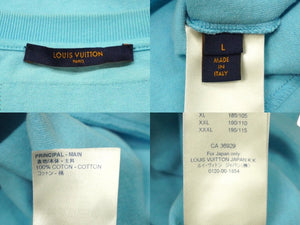 LOUIS VUITTON
PARIS
L
MADE IN
ITALY
PRINCIPAL - MAIN
100% COTON - COTTON
コットン・綿
XL 185/105
XXL 190/110
XXXL 190/115
CA 36929
For Japan only
LOUIS VUITTON JAPAN K.K.
0120-00-1854